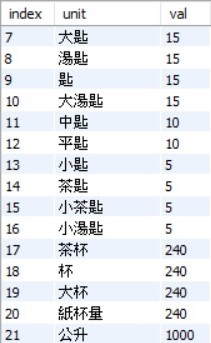 index unit val
7 大匙 15
8 湯匙 15
9 匙 15
10 大湯匙 15
11 中匙 10
12 平匙 10
13 小匙 5
14 茶匙 5
15 小茶匙 5
16 小湯匙 5
17 茶杯 240
18 杯 240
19 大杯 240
20 紙杯量 240
21 公升 1000